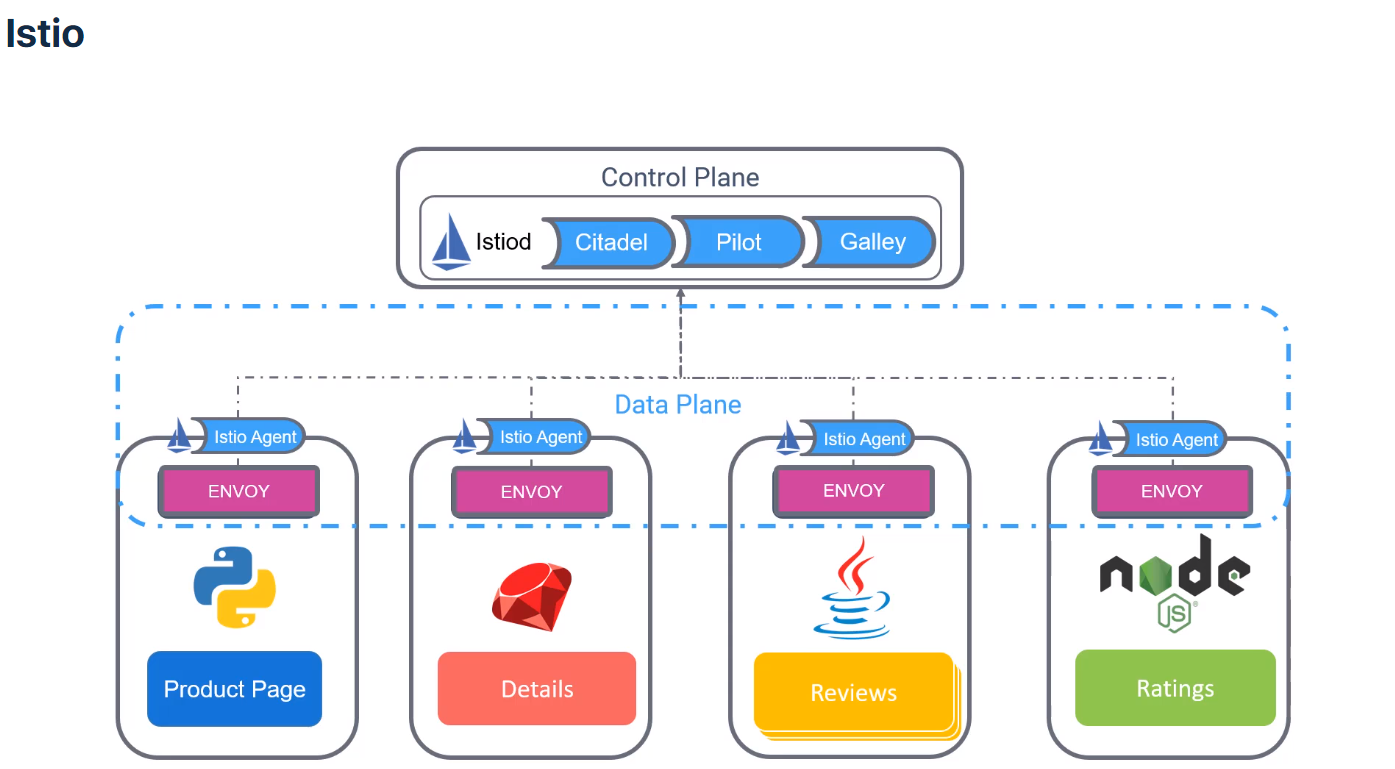 Istio
Control Plane
Istiod
Citadel
Pilot
Galley
Data Plane
Istio Agent
Istio Agent
Istio Agent
Istio Agent
ENVOY
ENVOY
ENVOY
ENVOY
node
JS
Product Page
Details
Reviews
Ratings